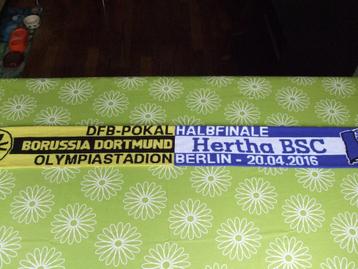 DFB-POKAL HALBFINALE
BORUSSIA DORTMUND Hertha BSC
OLYMPIASTADION BERLIN - 20.04.2016